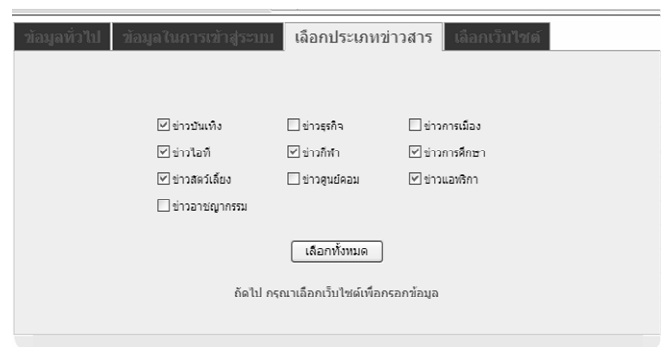 ข้อมูลทั่วไป ข้อมูลในการเข้าสู่ระบบ เลือกประเภทข่าวสาร เลือกเว็บไซต์
ข่าวบันเทิง ข่าวธุรกิจ ข่าวการเมือง
ข่าวไอที ข่าวกีฬา ข่าวการศึกษา
ข่าวสัตว์เลี้ยง ข่าวศูนย์คอม ข่าวแอฟริกา
ข่าวอาชญากรรม
เลือกทั้งหมด
ถัดไป กรุณาเลือกเว็บไซต์เพื่อกรอกข้อมูล